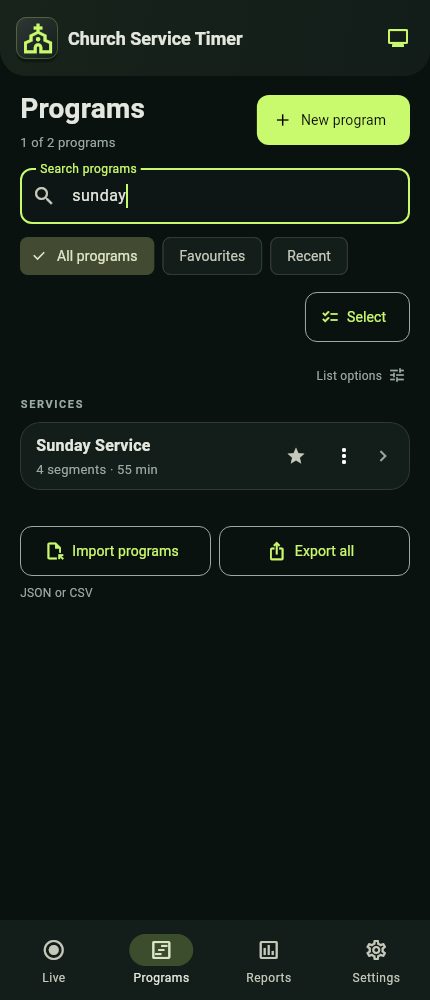 Church Service Timer
Programs
New program
1 of 2 programs
Search programs
sunday
All programs
Favourites
Recent
Select
List options
SERVICES
Sunday Service
4 segments · 55 min
Import programs
Export all
JSON or CSV
Live
Programs
Reports
Settings